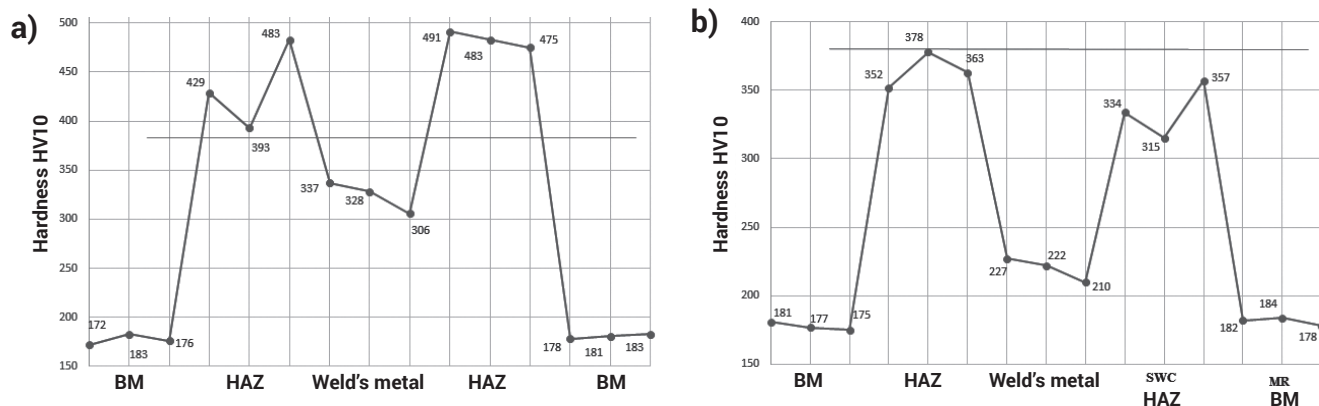 a)
Hardness HV10
500
450
400
350
300
250
200
150
172
183
176
429
393
483
337
328
306
491
483
475
178
181
183
BM
HAZ
Weld's metal
HAZ
BM
b)
Hardness HV10
400
350
300
250
200
150
181
177
175
352
378
363
227
222
210
334
315
357
182
184
178
BM
HAZ
Weld's metal
SWC
HAZ
MR
BM